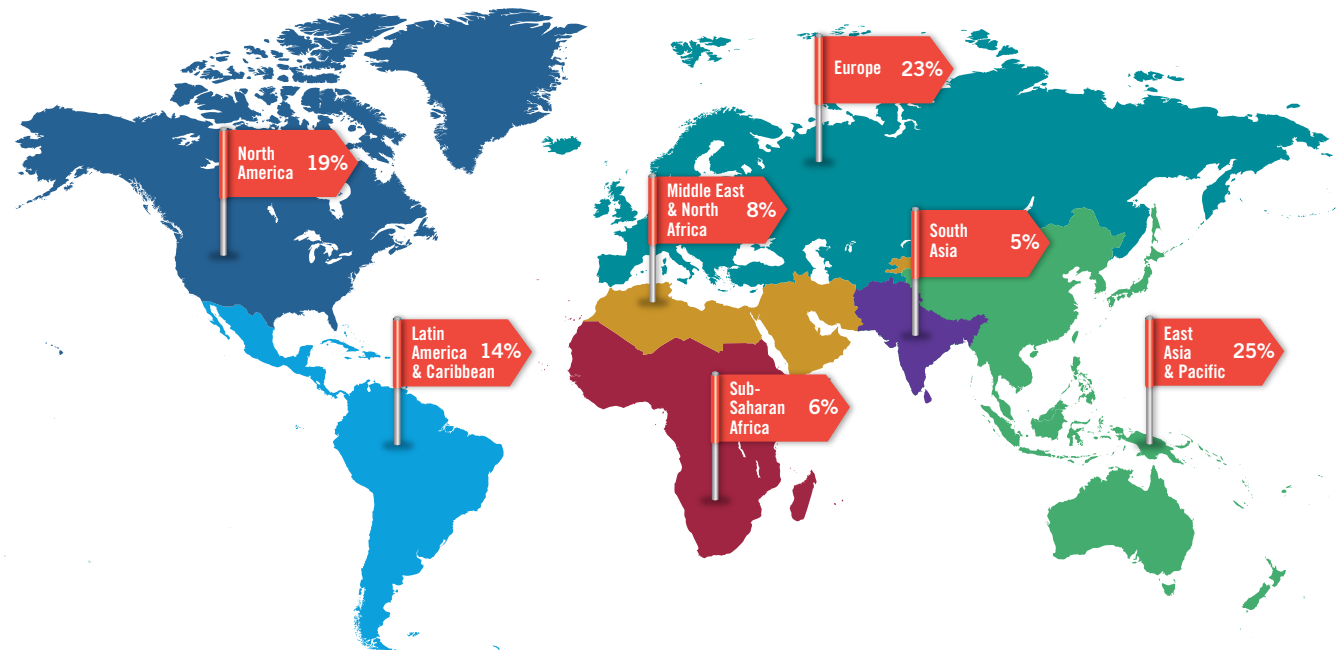 Europe 23%
North
America 19%
Middle East
& North
Africa 8%
South
Asia 5%
Latin
America
& Caribbean 14%
East
Asia
& Pacific 25%
Sub-
Saharan
Africa 6%